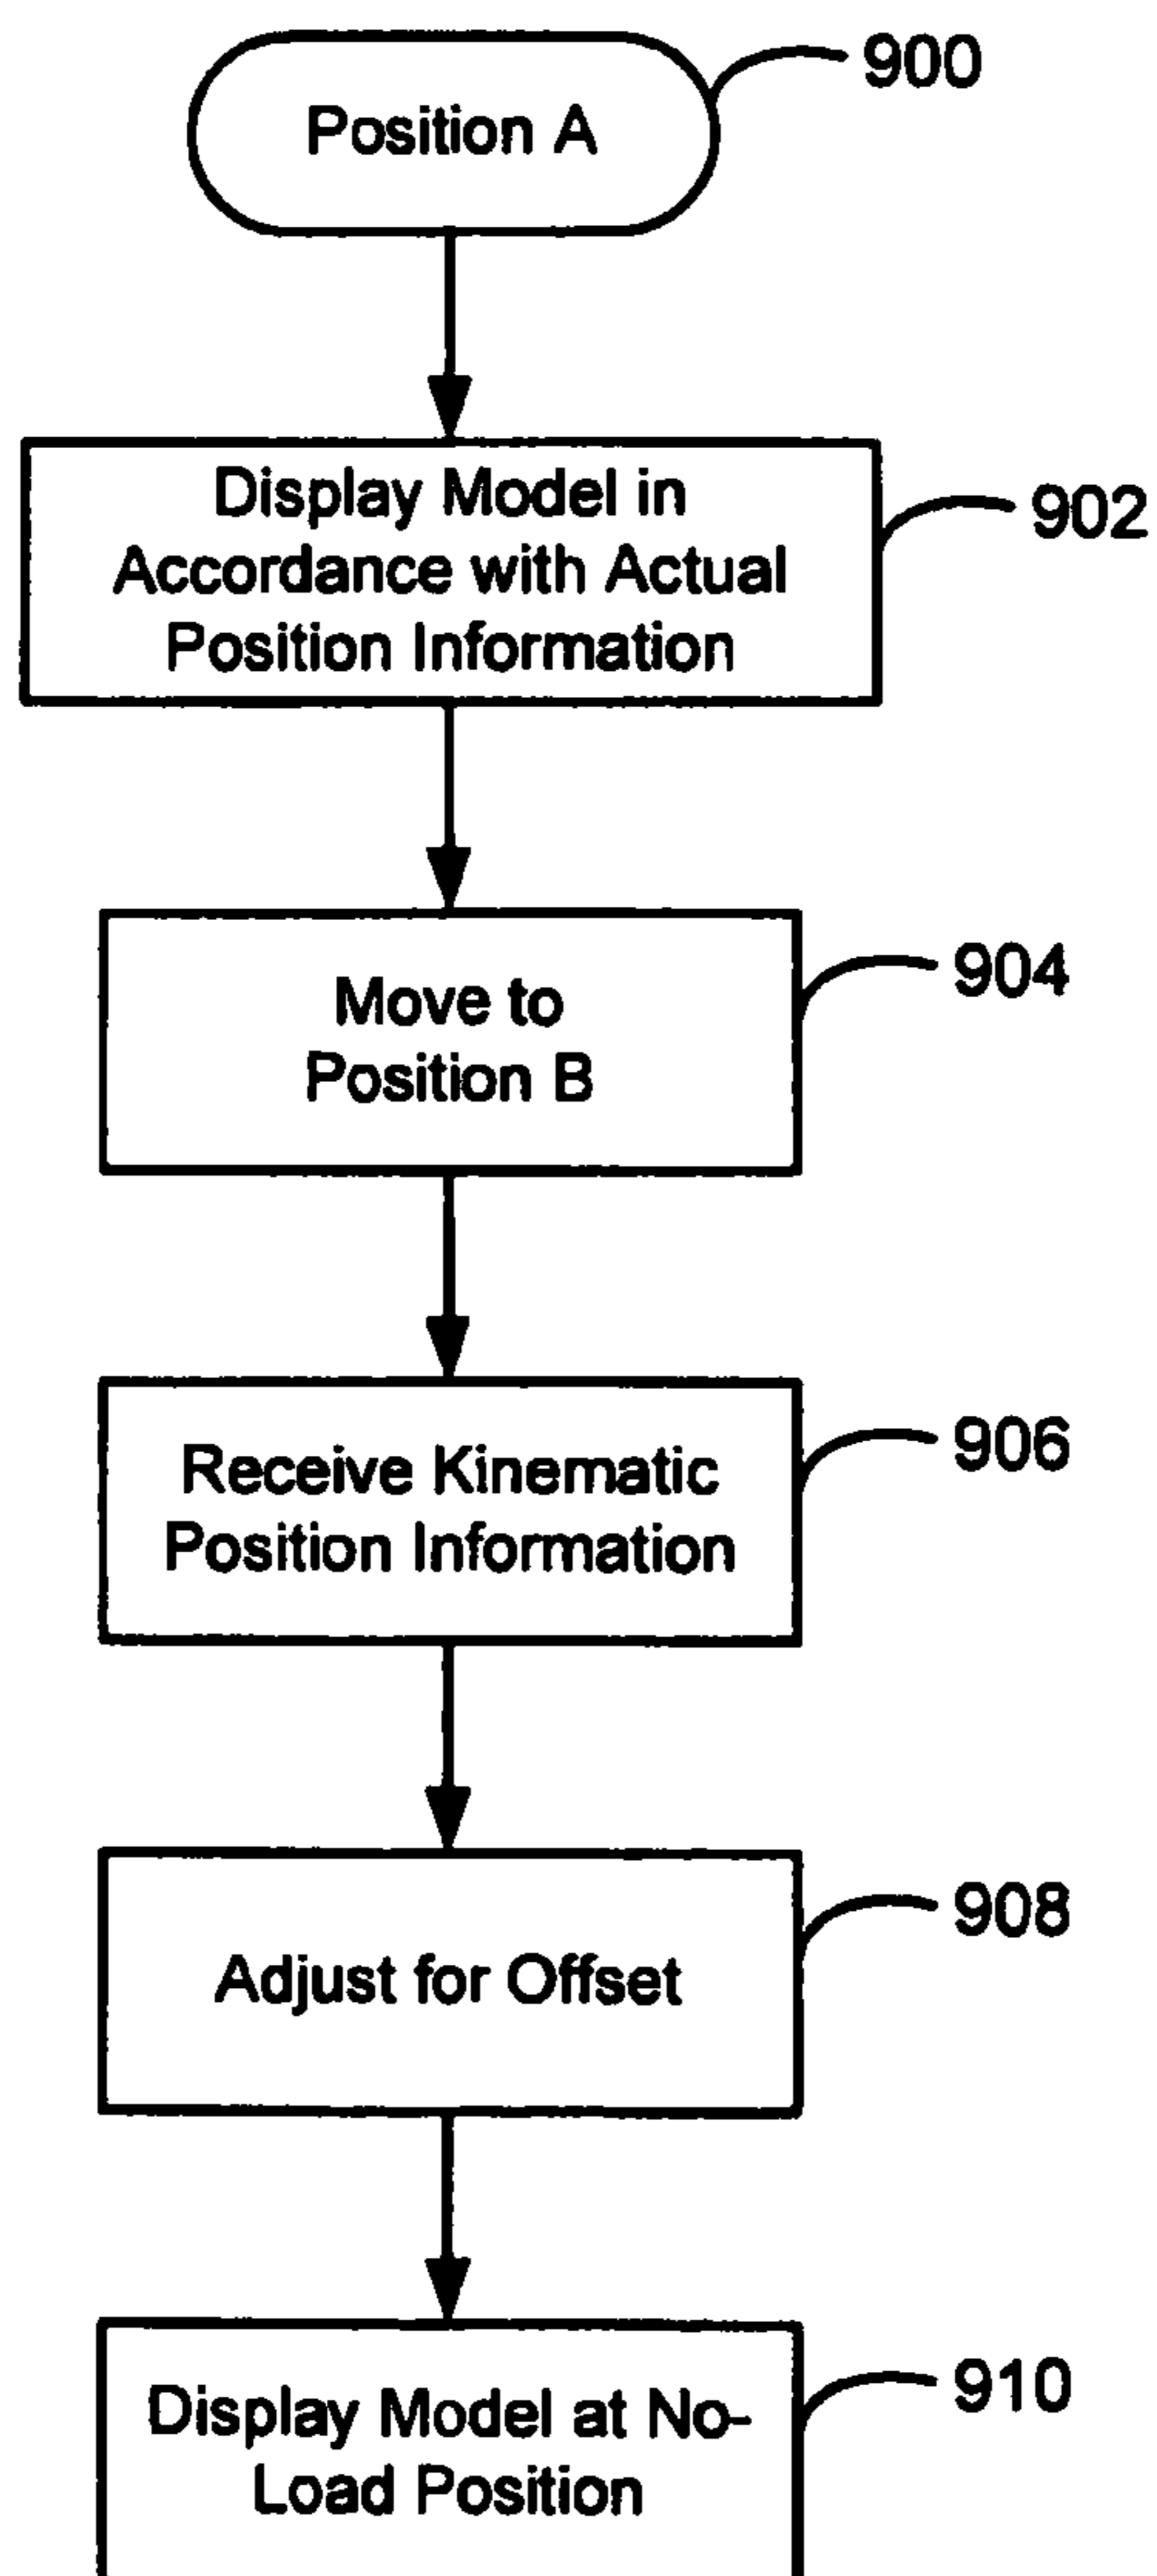 900
Position A
Display Model in
Accordance with Actual
Position Information
902
Move to
Position B
904
Receive Kinematic
Position Information
906
Adjust for Offset
908
Display Model at No-
Load Position
910